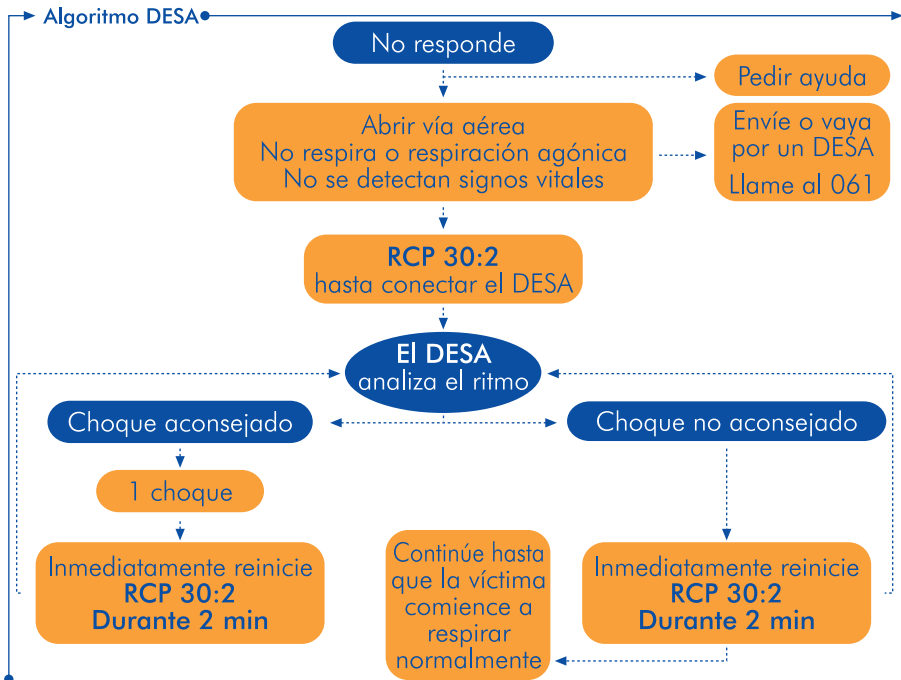 Algoritmo DESA
No responde
Pedir ayuda
Abrir vía aérea
No respira o respiración agónica
No se detectan signos vitales
Envíe o vaya
por un DESA
Llame al 061
RCP 30:2
hasta conectar el DESA
El DESA
analiza el ritmo
Choque aconsejado
Choque no aconsejado
1 choque
Inmediatamente reinicie
RCP 30:2
Durante 2 min
Continúe hasta
que la víctima
comience a
respirar
normalmente
Inmediatamente reinicie
RCP 30:2
Durante 2 min